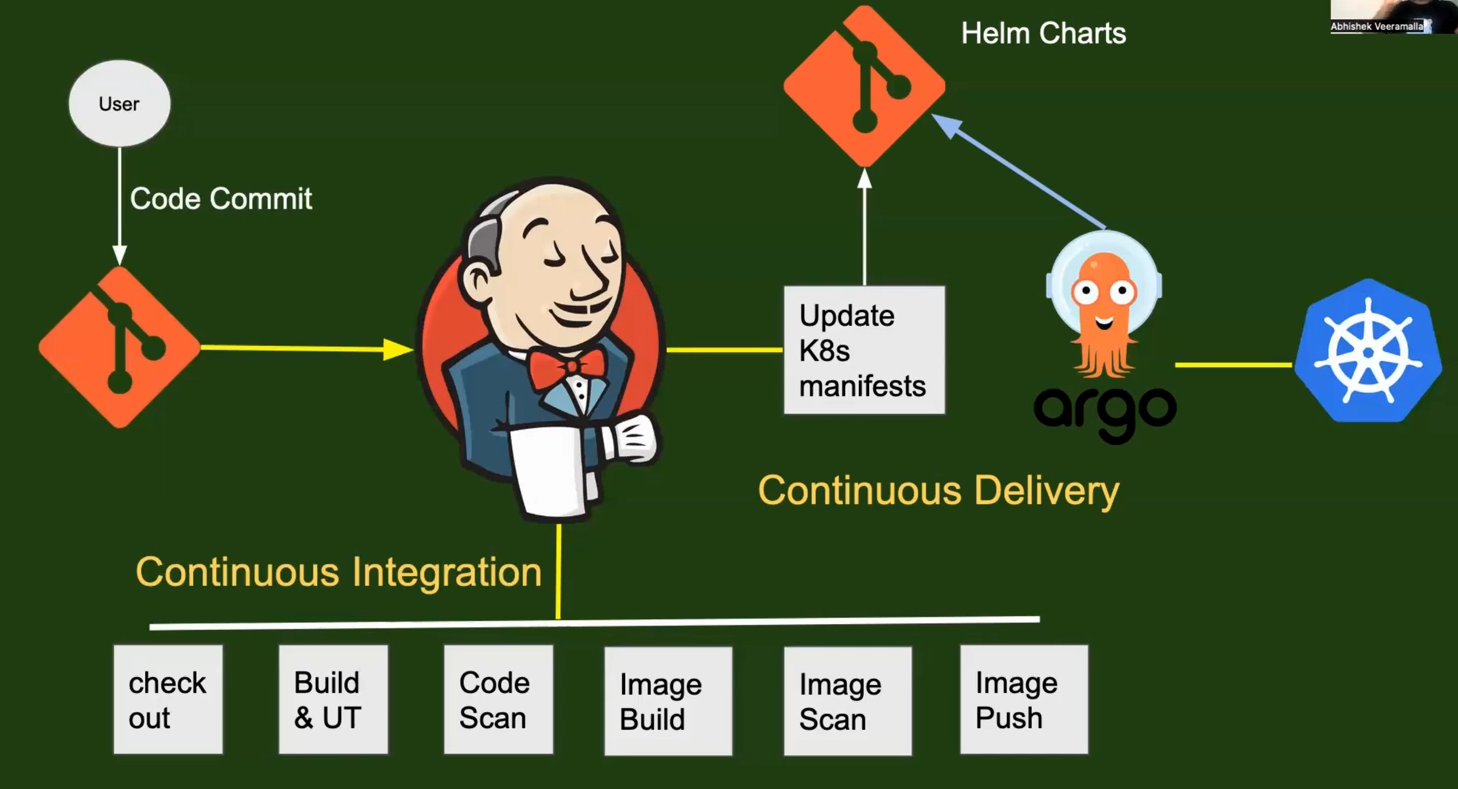 Helm Charts
Abhishek Veeramalla
User
Code Commit
Update
K8s
manifests
argo
Continuous Delivery
Continuous Integration
check
out
Build
& UT
Code
Scan
Image
Build
Image
Scan
Image
Push